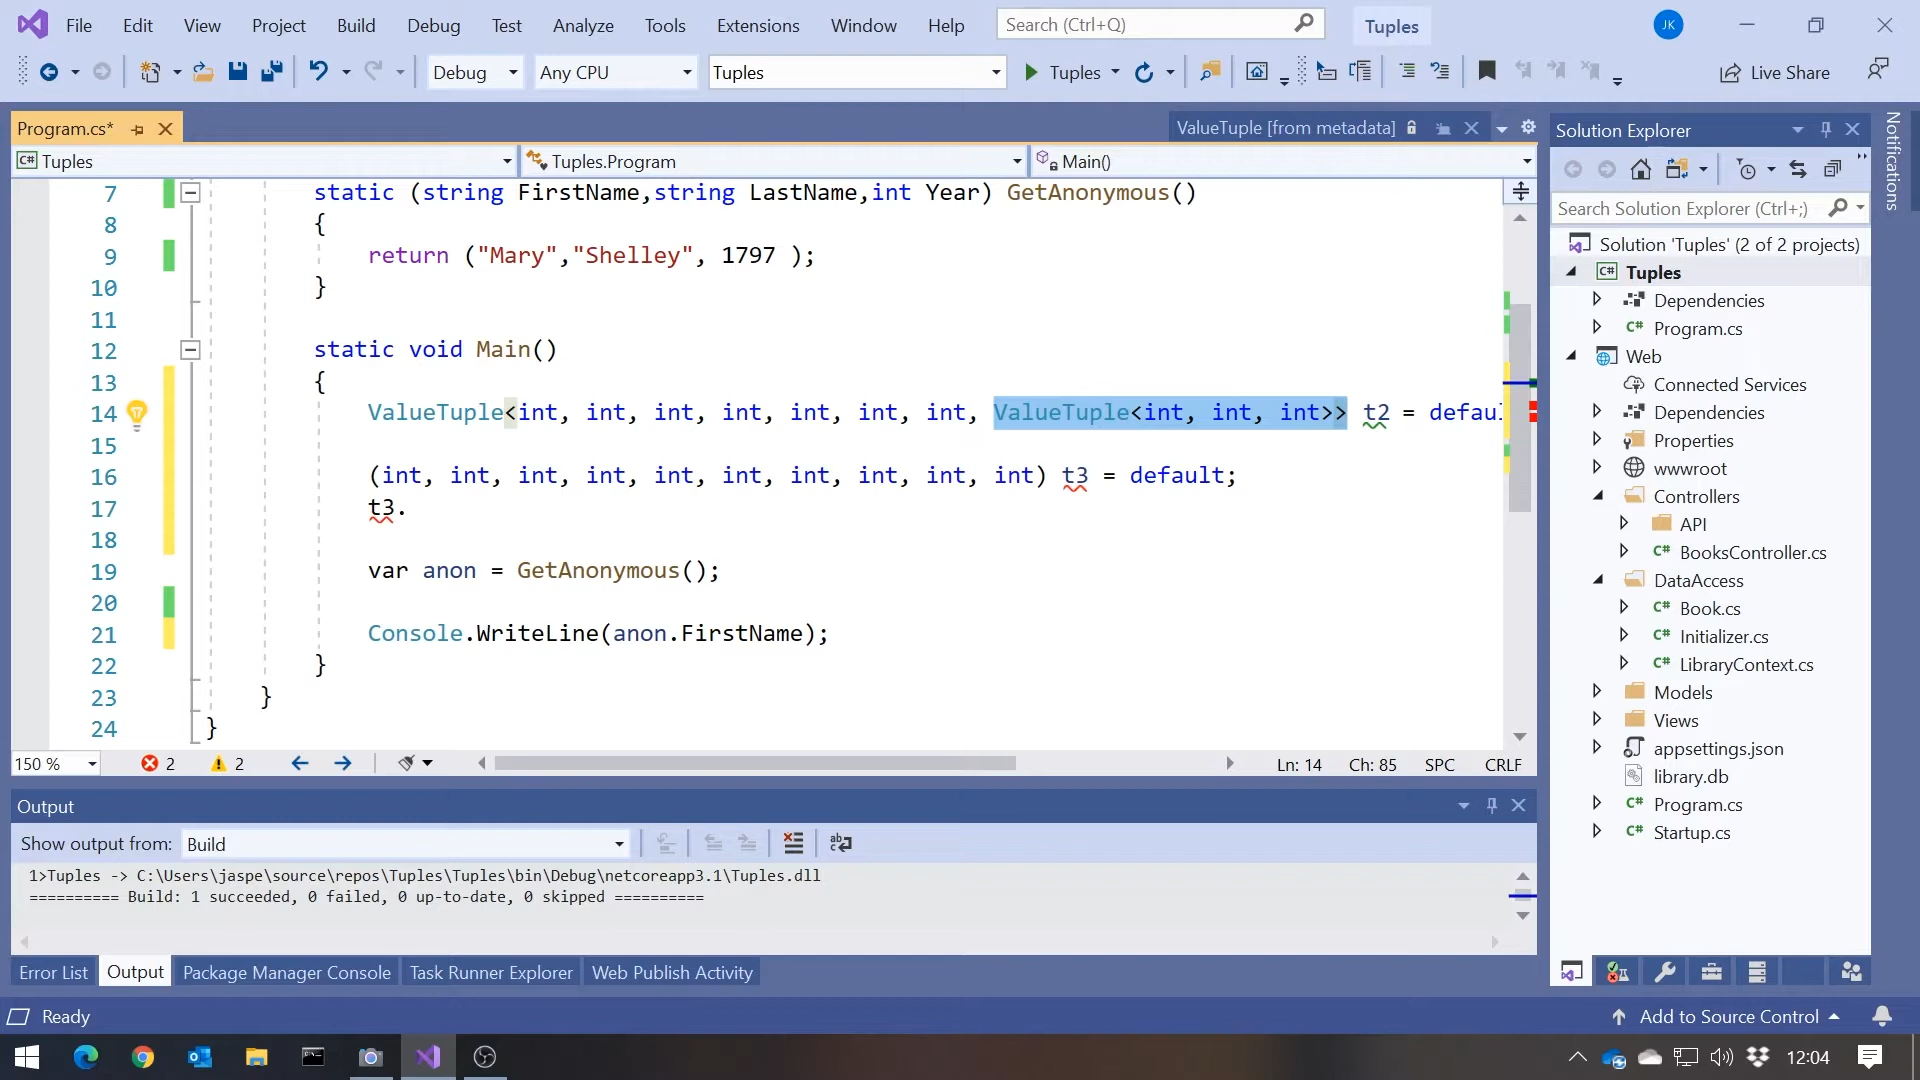 File Edit View Project Build Debug Test Analyze Tools Extensions Window Help Search (Ctrl+Q) Tuples JK
Debug Any CPU Tuples Tuples Live Share
Program.cs* ValueTuple [from metadata]
Tuples Tuples.Program Main()
7 static (string FirstName,string LastName,int Year) GetAnonymous()
8 {
9 return ("Mary","Shelley", 1797 );
10 }
11
12 static void Main()
13 {
14 ValueTuple<int, int, int, int, int, int, int, ValueTuple<int, int, int>> t2 = defau
15
16 (int, int, int, int, int, int, int, int, int, int) t3 = default;
17 t3.
18
19 var anon = GetAnonymous();
20
21 Console.WriteLine(anon.FirstName);
22 }
23 }
24 }
150 % 2 2 Ln: 14 Ch: 85 SPC CRLF
Output
Show output from: Build
1>Tuples -> C:\Users\jaspe\source\repos\Tuples\Tuples\bin\Debug\netcoreapp3.1\Tuples.dll
========== Build: 1 succeeded, 0 failed, 0 up-to-date, 0 skipped ==========
Error List Output Package Manager Console Task Runner Explorer Web Publish Activity
Solution Explorer
Search Solution Explorer (Ctrl+;)
Solution 'Tuples' (2 of 2 projects)
C# Tuples
Dependencies
C# Program.cs
Web
Connected Services
Dependencies
Properties
wwwroot
Controllers
API
C# BooksController.cs
DataAccess
C# Book.cs
C# Initializer.cs
C# LibraryContext.cs
Models
Views
appsettings.json
library.db
C# Program.cs
C# Startup.cs
Notifications
Ready Add to Source Control
12:04